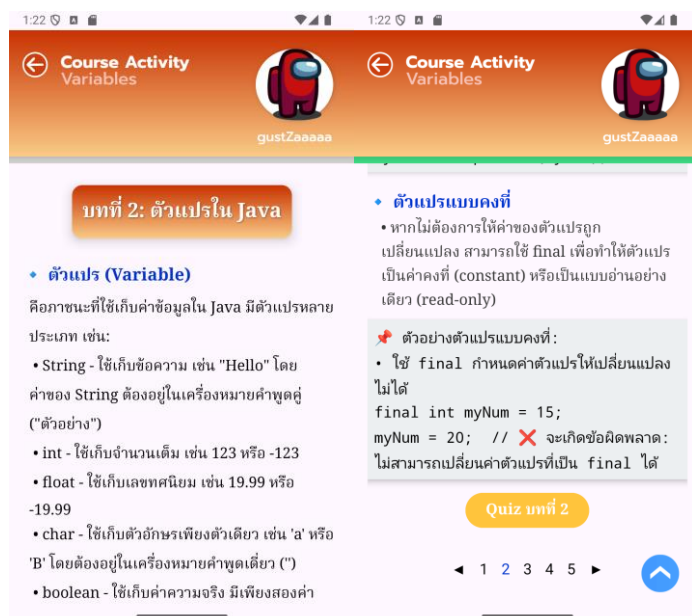 1:22
Course Activity
Variables
gustZaaaaa
บทที่ 2: ตัวแปรใน Java
ตัวแปร (Variable)
คือภาชนะที่ใช้เก็บค่าข้อมูลใน Java มีตัวแปรหลาย
ประเภท เช่น:
• String - ใช้เก็บข้อความ เช่น "Hello" โดย
ค่าของ String ต้องอยู่ในเครื่องหมายคำพูดคู่
("ตัวอย่าง")
• int - ใช้เก็บจำนวนเต็ม เช่น 123 หรือ -123
• float - ใช้เก็บเลขทศนิยม เช่น 19.99 หรือ
-19.99
• char - ใช้เก็บตัวอักษรเพียงตัวเดียว เช่น 'a' หรือ
'B' โดยต้องอยู่ในเครื่องหมายคำพูดเดี่ยว ('')
• boolean - ใช้เก็บค่าความจริง มีเพียงสองค่า
1:22
Course Activity
Variables
gustZaaaaa
ตัวแปรแบบคงที่
• หากไม่ต้องการให้ค่าของตัวแปรถูก
เปลี่ยนแปลง สามารถใช้ final เพื่อทำให้ตัวแปร
เป็นค่าคงที่ (constant) หรือเป็นแบบอ่านอย่าง
เดียว (read-only)
📌 ตัวอย่างตัวแปรแบบคงที่:
• ใช้ final กำหนดค่าตัวแปรให้เปลี่ยนแปลง
ไม่ได้
final int myNum = 15;
myNum = 20; // ❌ จะเกิดข้อผิดพลาด:
ไม่สามารถเปลี่ยนค่าตัวแปรที่เป็น final ได้
Quiz บทที่ 2
◄ 1 2 3 4 5 ►